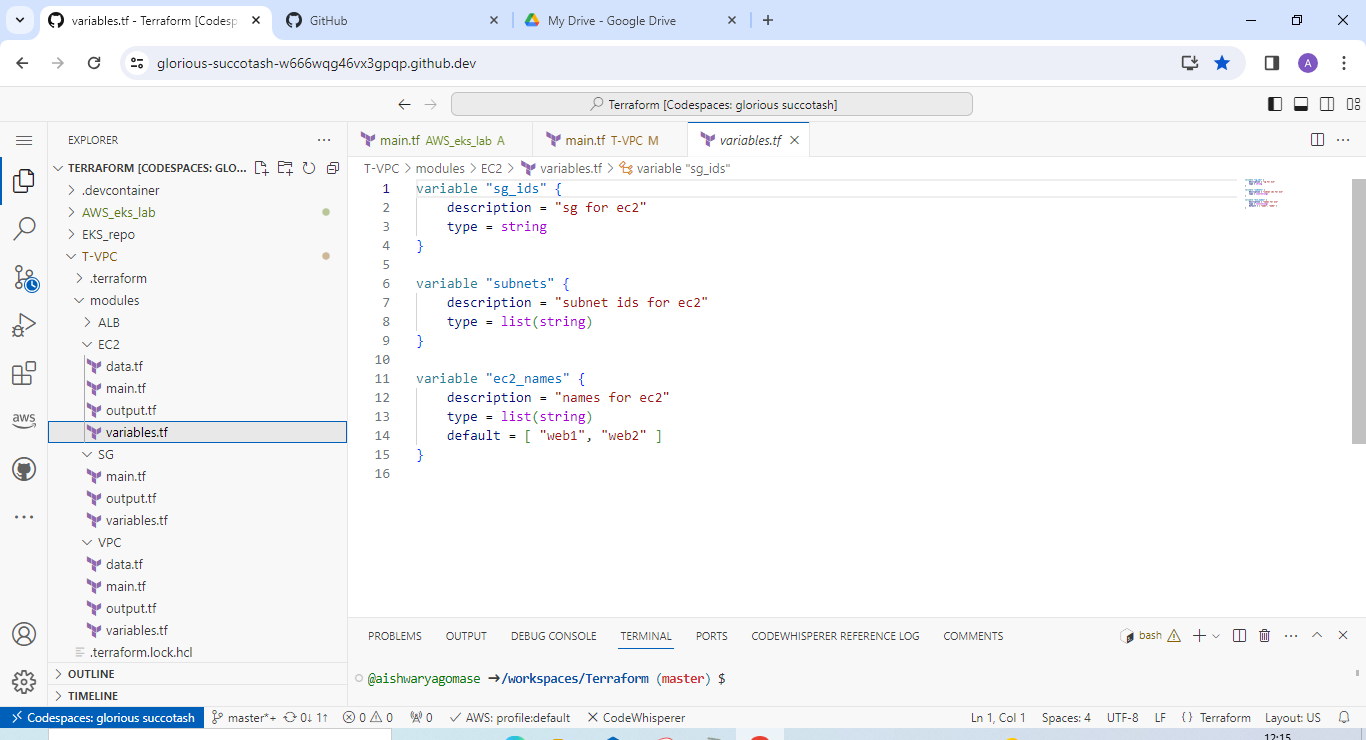 variables.tf - Terraform [Codesp
GitHub
My Drive - Google Drive
glorious-succotash-w666wqg46vx3gpqp.github.dev
A
Terraform [Codespaces: glorious succotash]
EXPLORER
main.tf AWS_eks_lab A
main.tf T-VPC M
variables.tf
TERRAFORM [CODESPACES: GLO...
T-VPC > modules > EC2 > variables.tf > variable "sg_ids"
.devcontainer
AWS_eks_lab
EKS_repo
T-VPC
.terraform
modules
ALB
EC2
data.tf
main.tf
output.tf
variables.tf
SG
main.tf
output.tf
variables.tf
VPC
data.tf
main.tf
output.tf
variables.tf
.terraform.lock.hcl
OUTLINE
TIMELINE
aws
1 variable "sg_ids" {
2 description = "sg for ec2"
3 type = string
4 }
5
6 variable "subnets" {
7 description = "subnet ids for ec2"
8 type = list(string)
9 }
10
11 variable "ec2_names" {
12 description = "names for ec2"
13 type = list(string)
14 default = [ "web1", "web2" ]
15 }
16
PROBLEMS OUTPUT DEBUG CONSOLE TERMINAL PORTS CODEWHISPERER REFERENCE LOG COMMENTS
bash
@aishwaryagomase →/workspaces/Terraform (master) $
Codespaces: glorious succotash master*+ 0↓ 1↑ 0 0 0 AWS: profile:default CodeWhisperer Ln 1, Col 1 Spaces: 4 UTF-8 LF {} Terraform Layout: US
12:15